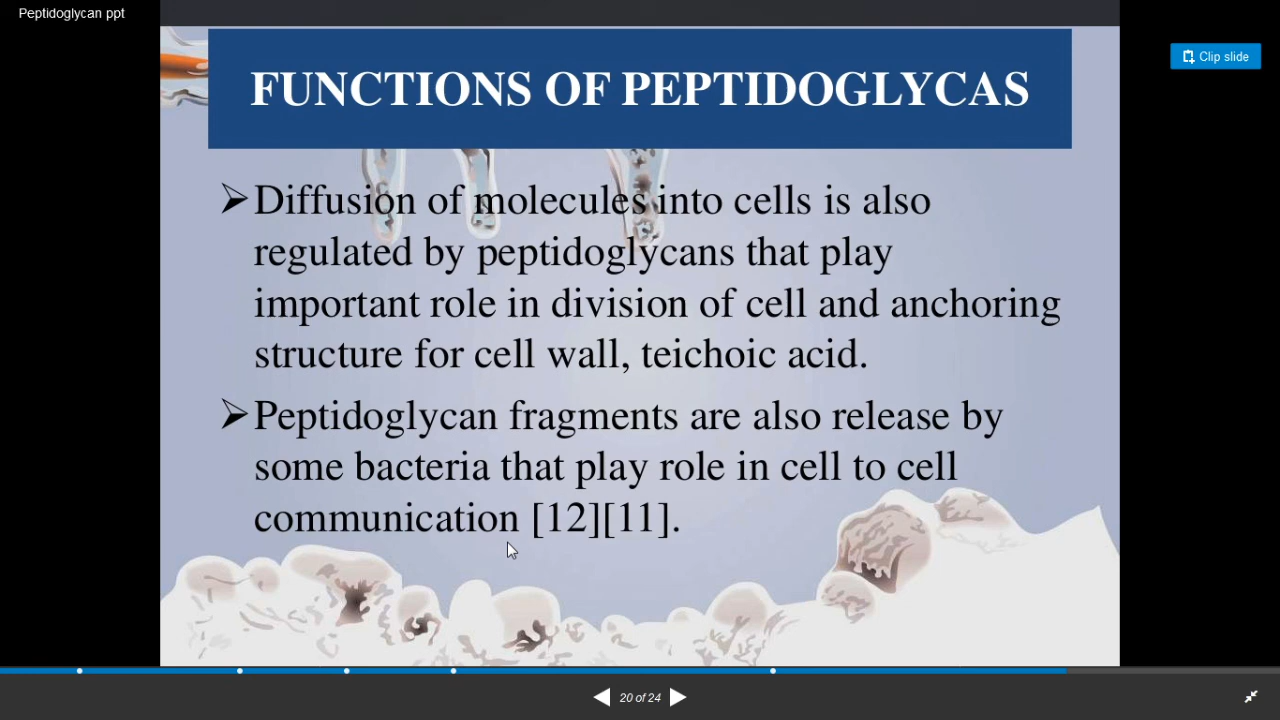 Peptidoglycan ppt
Clip slide
FUNCTIONS OF PEPTIDOGLYCAS
Diffusion of molecules into cells is also
regulated by peptidoglycans that play
important role in division of cell and anchoring
structure for cell wall, teichoic acid.
Peptidoglycan fragments are also release by
some bacteria that play role in cell to cell
communication [12][11].
20 of 24